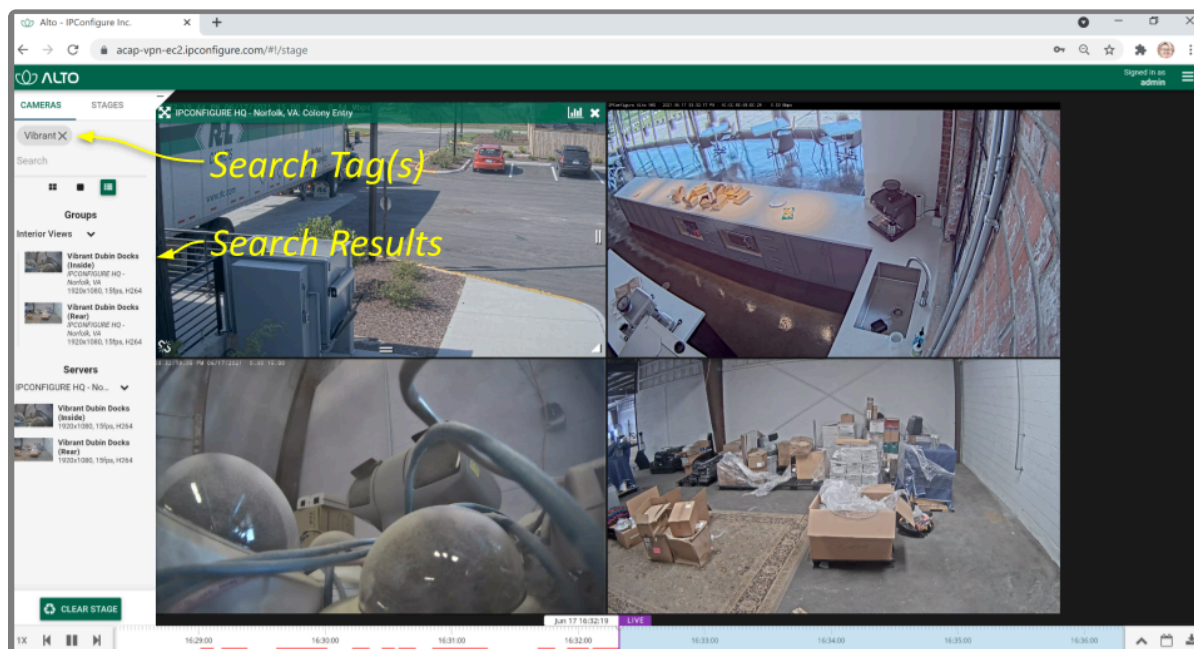 Alto - IPConfigure Inc.
acap-vpn-ec2.ipconfigure.com/#!/stage
ALTO
Signed in as
admin
CAMERAS
STAGES
Vibrant
Search
Search Tag(s)
Search Results
IPCONFIGURE HQ - Norfolk, VA. Colony Entry
Groups
Interior Views
Vibrant Dubin Docks
(Inside)
IPCONFIGURE HQ -
Norfolk, VA
1920x1080, 15fps, H264
Vibrant Dubin Docks
(Rear)
IPCONFIGURE HQ -
Norfolk, VA
1920x1080, 15fps, H264
Servers
IPCONFIGURE HQ - No...
Vibrant Dubin Docks
(Inside)
1920x1080, 15fps, H264
Vibrant Dubin Docks
(Rear)
1920x1080, 15fps, H264
CLEAR STAGE
Jun 17 16:32:19
LIVE
1X
16:29:00
16:30:00
16:31:00
16:32:00
16:33:00
16:34:00
16:35:00
16:36:00